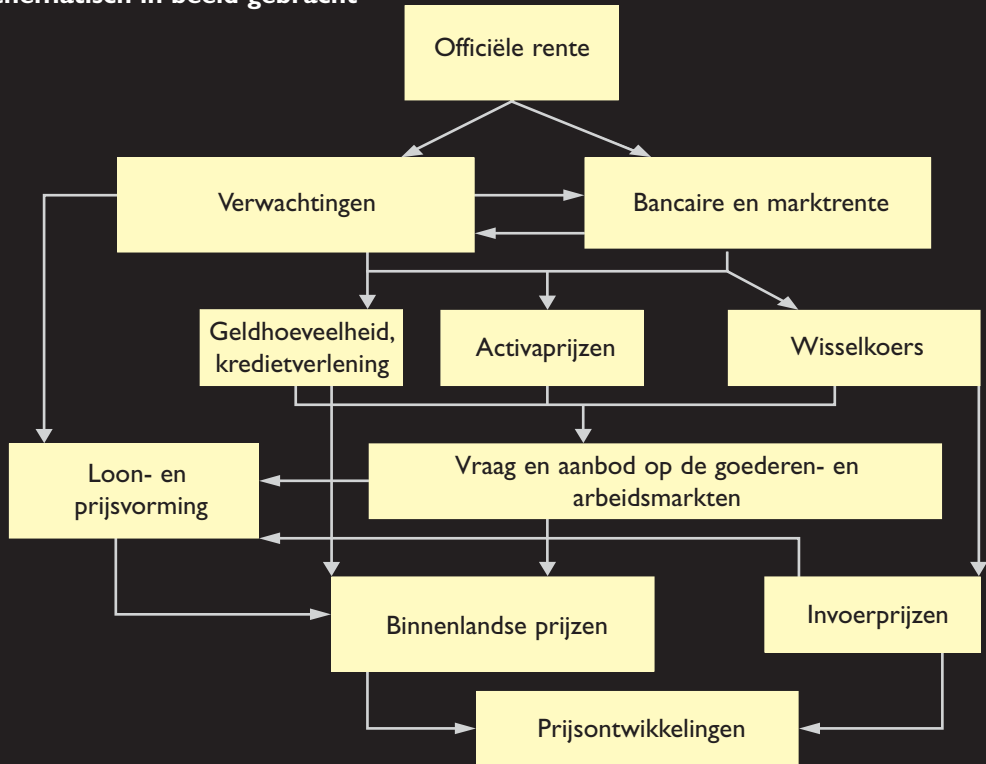 schematisch in beeld gebracht
Officiële rente
Verwachtingen
Bancaire en marktrente
Geldhoeveelheid,
kredietverlening
Activaprijzen
Wisselkoers
Loon- en
prijsvorming
Vraag en aanbod op de goederen- en
arbeidsmarkten
Binnenlandse prijzen
Invoerprijzen
Prijsontwikkelingen